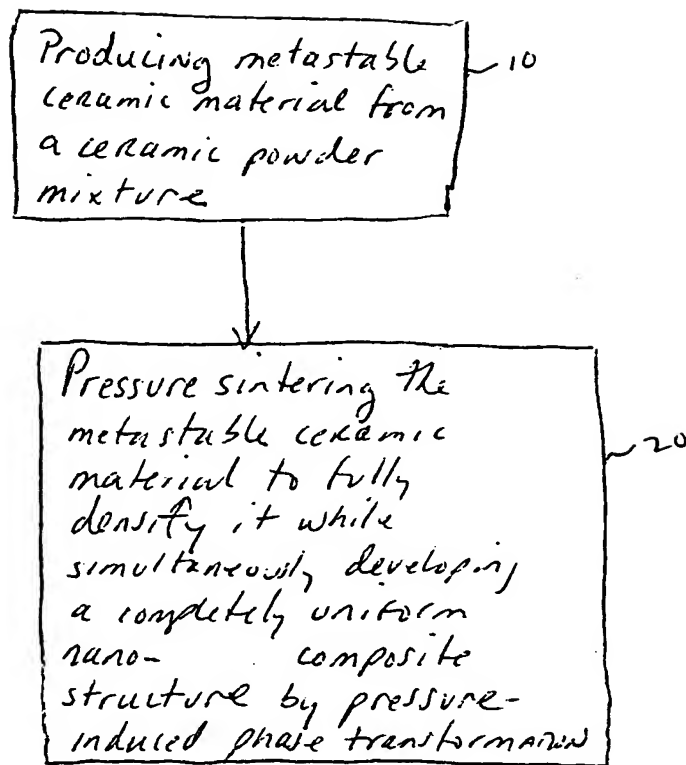 Producing metastable
ceramic material from
a ceramic powder
mixture
10
Pressure sintering the
metastable ceramic
material to fully
densify it while
simultaneously developing
a completely uniform
nano- composite
structure by pressure-
induced phase transformation
20